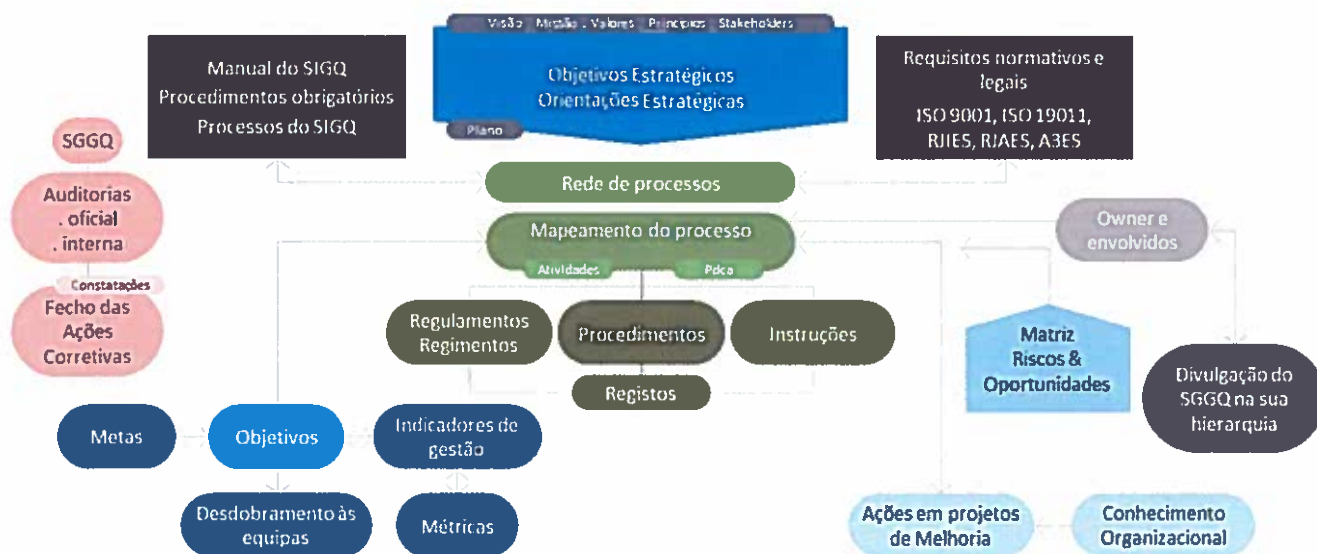 Visão . Missão . Valores . Princípios . Stakeholders
Objetivos Estratégicos
Orientações Estratégicas
Plano
Manual do SIGQ
Procedimentos obrigatórios
Processos do SIGQ
Requisitos normativos e
legais
ISO 9001, ISO 19011,
RJIES, RJAES, A3ES
SGGQ
Auditorias
. oficial
. interna
Constatações
Fecho das
Ações
Corretivas
Rede de processos
Mapeamento do processo
Atividades
Pdca
Owner e
envolvidos
Regulamentos
Regimentos
Procedimentos
Instruções
Registos
Matriz
Riscos &
Oportunidades
Divulgação do
SGGQ na sua
hierarquia
Metas
Objetivos
Indicadores de
gestão
Desdobramento às
equipas
Métricas
Ações em projetos
de Melhoria
Conhecimento
Organizacional